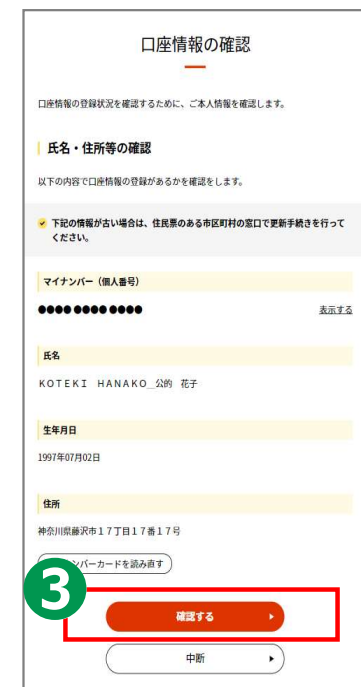 口座情報の確認
口座情報の登録状況を確認するために、ご本人情報を確認します。
氏名・住所等の確認
以下の内容で口座情報の登録があるかを確認をします。
下記の情報が古い場合は、住民票のある市区町村の窓口で更新手続きを行って
ください。
マイナンバー（個人番号）
●●●● ●●●● ●●●● 表示する
氏名
ＫＯＴＥＫＩ　ＨＡＮＡＫＯ＿公的　花子
生年月日
1997年07月02日
住所
神奈川県藤沢市１７丁目１７番１７号
ンバーカードを読み直す
3
確認する
中断